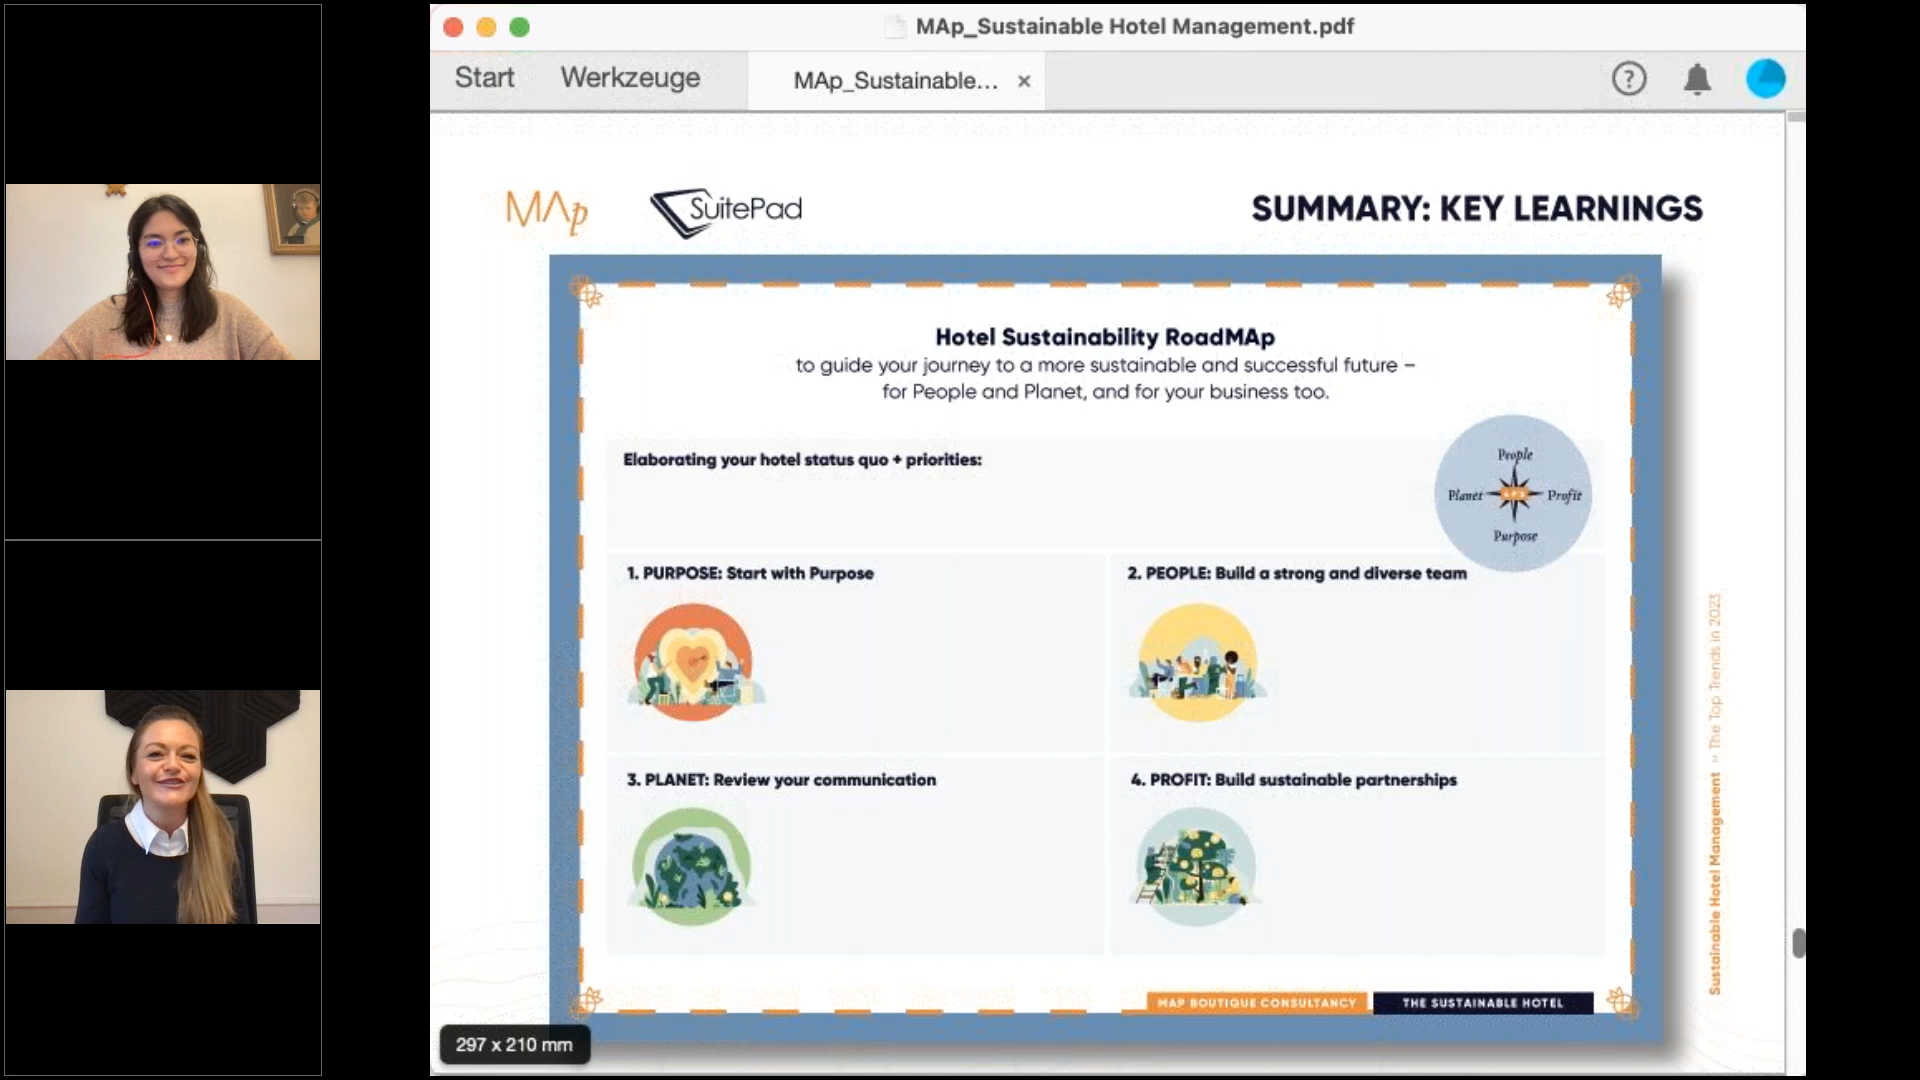 MAp_Sustainable Hotel Management.pdf
Start
Werkzeuge
MAp_Sustainable... ×
?
MAp
SuitePad
SUMMARY: KEY LEARNINGS
Hotel Sustainability RoadMAp
to guide your journey to a more sustainable and successful future –
for People and Planet, and for your business too.
Elaborating your hotel status quo + priorities:
People
Planet
Profit
Purpose
1. PURPOSE: Start with Purpose
2. PEOPLE: Build a strong and diverse team
3. PLANET: Review your communication
4. PROFIT: Build sustainable partnerships
MAP BOUTIQUE CONSULTANCY
THE SUSTAINABLE HOTEL
Sustainable Hotel Management » The Top Trends in 2023
297 x 210 mm